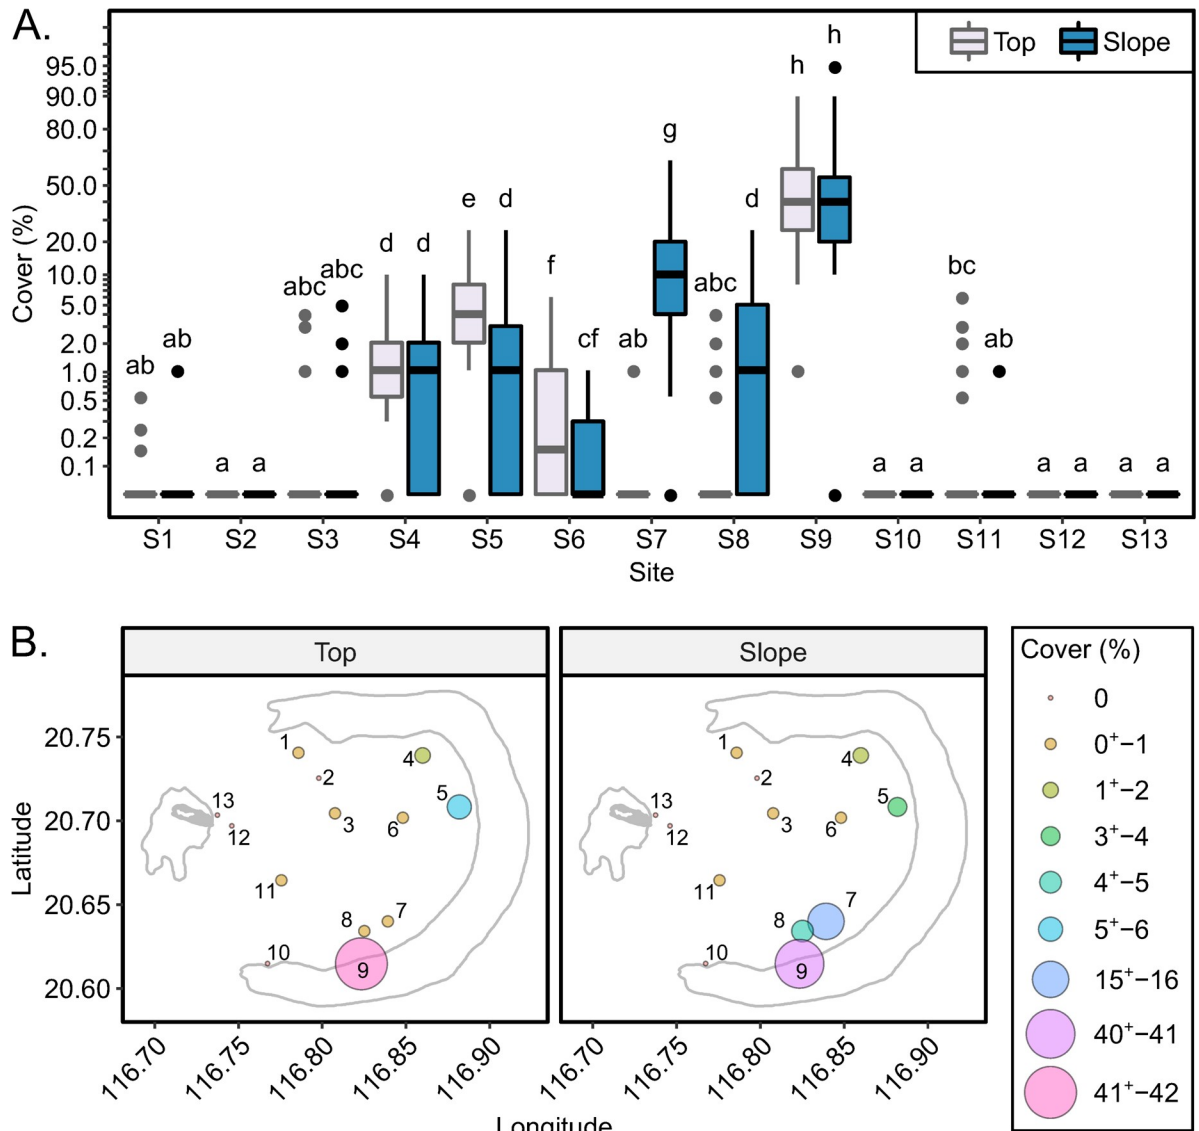 A.
Top
Slope
Cover (%)
95.0
90.0
80.0
50.0
20.0
10.0
5.0
2.0
1.0
0.5
0.2
0.1
ab ab a a abc abc d d e d f cf ab g abc d h h a a bc ab a a a a
S1 S2 S3 S4 S5 S6 S7 S8 S9 S10 S11 S12 S13
Site
B.
Top
Slope
Latitude
20.75
20.70
20.65
20.60
1 2 3 4 5 6 7 8 9 10 11 12 13
1 2 3 4 5 6 7 8 9 10 11 12 13
116.70 116.75 116.80 116.85 116.90
116.70 116.75 116.80 116.85 116.90
Longitude
Cover (%)
0
0⁺−1
1⁺−2
3⁺−4
4⁺−5
5⁺−6
15⁺−16
40⁺−41
41⁺−42